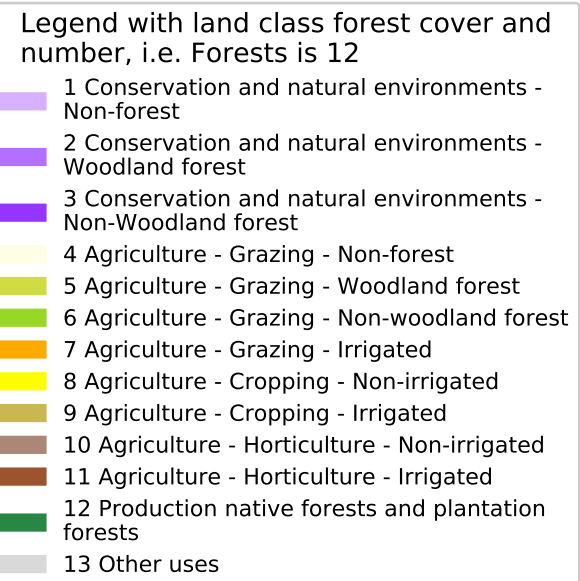 Legend with land class forest cover and
number, i.e. Forests is 12
1 Conservation and natural environments -
Non-forest
2 Conservation and natural environments -
Woodland forest
3 Conservation and natural environments -
Non-Woodland forest
4 Agriculture - Grazing - Non-forest
5 Agriculture - Grazing - Woodland forest
6 Agriculture - Grazing - Non-woodland forest
7 Agriculture - Grazing - Irrigated
8 Agriculture - Cropping - Non-irrigated
9 Agriculture - Cropping - Irrigated
10 Agriculture - Horticulture - Non-irrigated
11 Agriculture - Horticulture - Irrigated
12 Production native forests and plantation
forests
13 Other uses